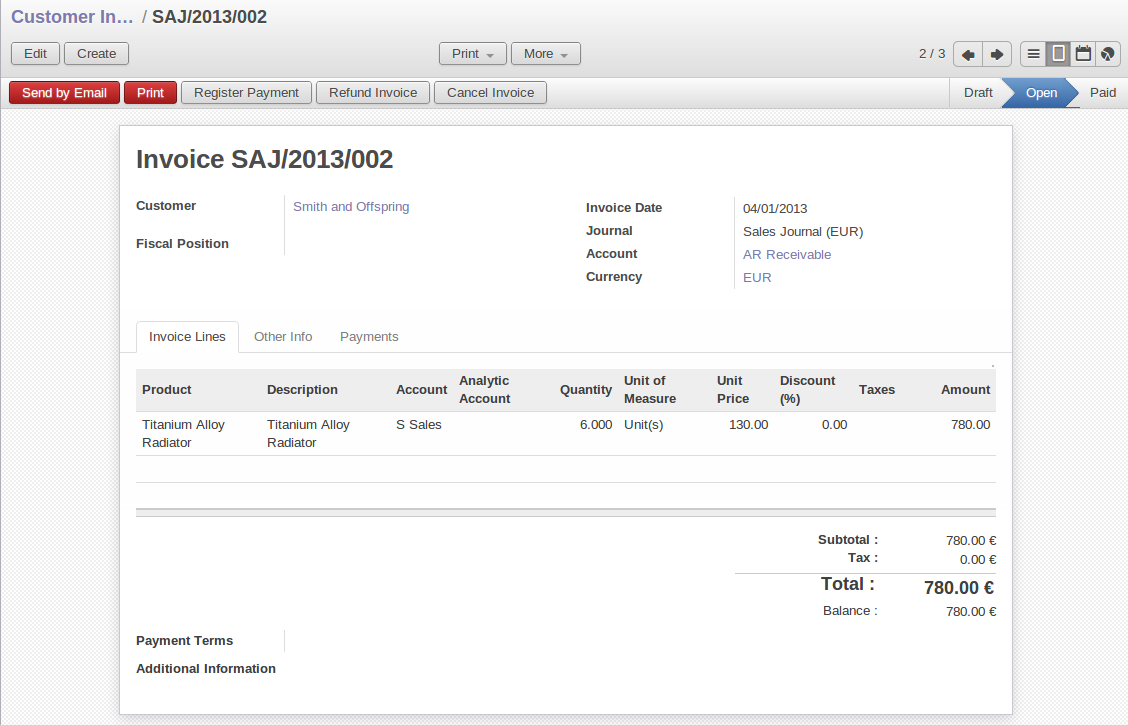 Customer In... / SAJ/2013/002
Edit Create Print More 2 / 3
Send by Email Print Register Payment Refund Invoice Cancel Invoice Draft Open Paid
Invoice SAJ/2013/002
Customer Smith and Offspring
Fiscal Position
Invoice Date 04/01/2013
Journal Sales Journal (EUR)
Account AR Receivable
Currency EUR
Invoice Lines Other Info Payments
Product Description Account Analytic Account Quantity Unit of Measure Unit Price Discount (%) Taxes Amount
Titanium Alloy Radiator Titanium Alloy Radiator S Sales 6.000 Unit(s) 130.00 0.00 780.00
Subtotal : 780.00 €
Tax : 0.00 €
Total : 780.00 €
Balance : 780.00 €
Payment Terms
Additional Information